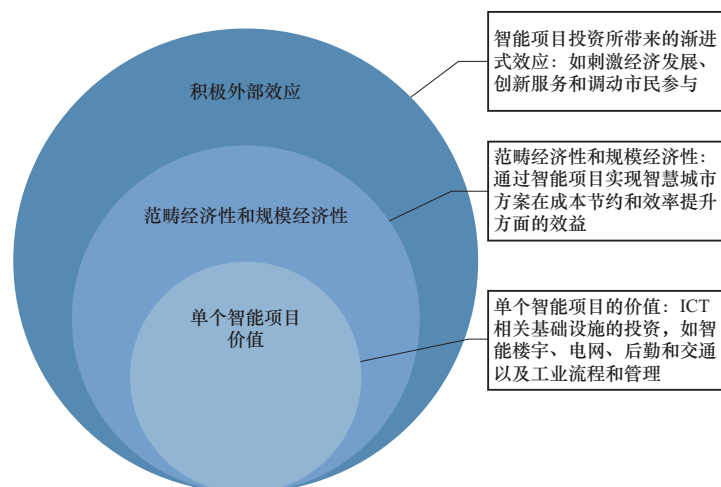 积极外部效应
范畴经济性和规模经济性
单个智能项目
价值
智能项目投资所带来的渐进
式效应：如刺激经济发展、
创新服务和调动市民参与
范畴经济性和规模经济性：
通过智能项目实现智慧城市
方案在成本节约和效率提升
方面的效益
单个智能项目的价值：ICT
相关基础设施的投资，如智
能楼宇、电网、后勤和交通
以及工业流程和管理